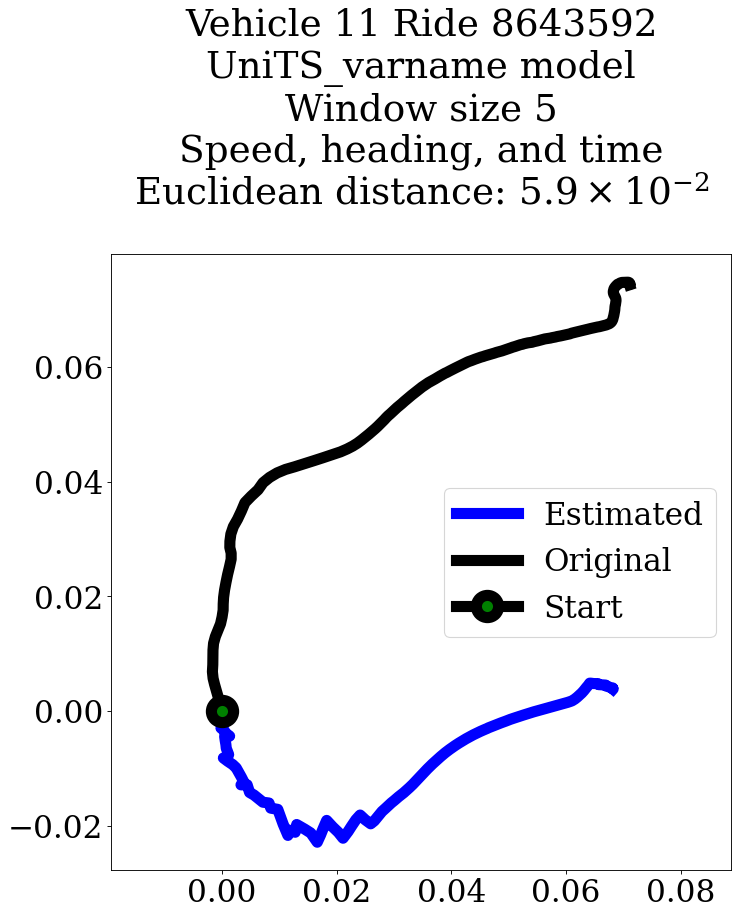 Vehicle 11 Ride 8643592
UniTS_varname model
Window size 5
Speed, heading, and time
Euclidean distance: 5.9 × 10⁻²
0.06
0.04
0.02
0.00
−0.02
Estimated
Original
Start
0.00 0.02 0.04 0.06 0.08